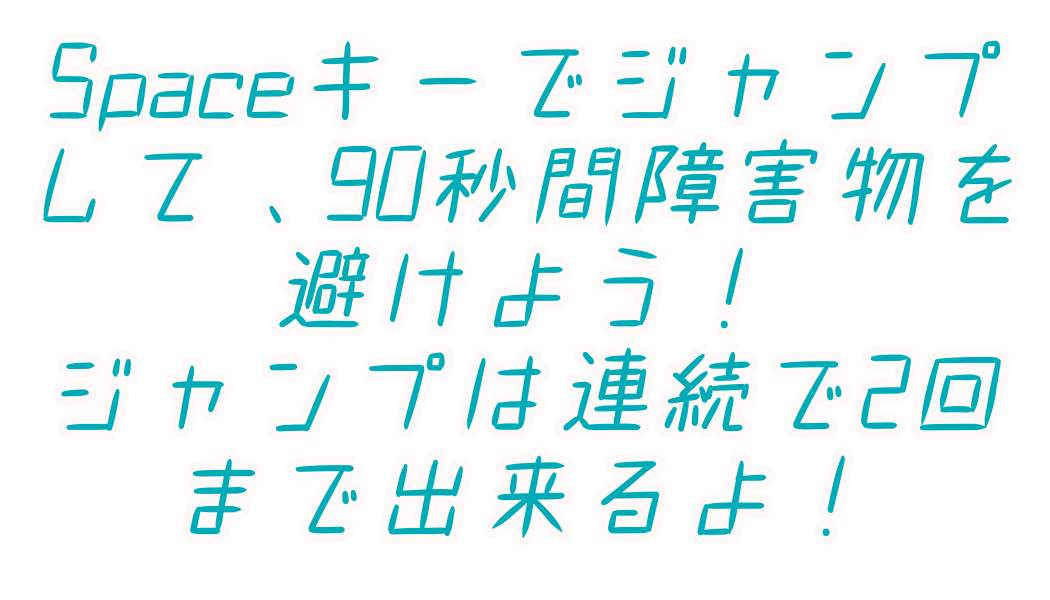 Spaceキーでジャンプ
して、90秒間障害物を
避けよう！
ジャンプは連続で2回
まで出来るよ！